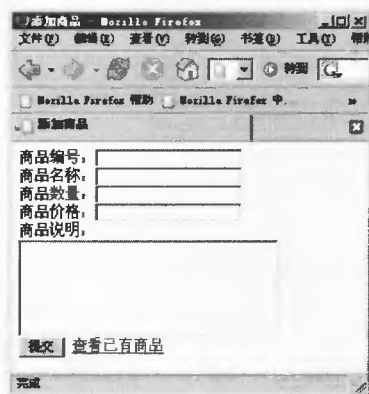 添加商品 - Mozilla Firefox
文件(F) 编辑(E) 查看(V) 转到(G) 书签(B) 工具(T) 帮
转到
Mozilla Firefox 帮助 Mozilla Firefox 中.
添加商品
商品编号:
商品名称:
商品数量:
商品价格:
商品说明:
提交 查看已有商品
完成